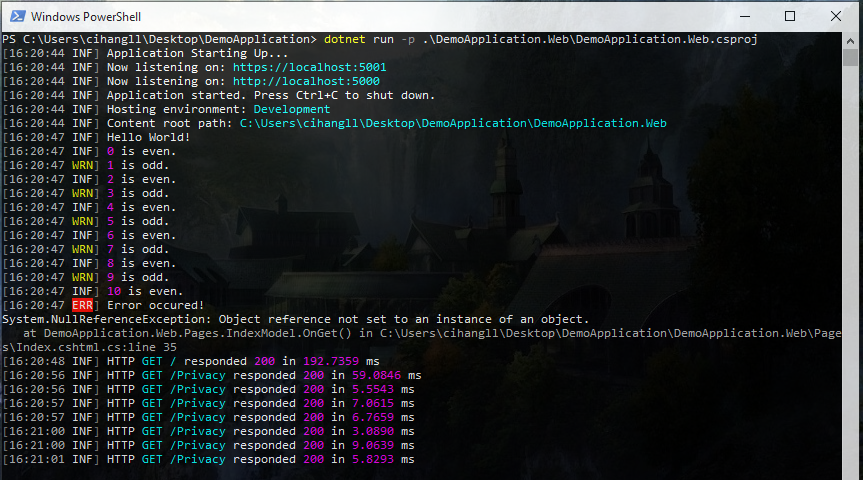 Windows PowerShell
PS C:\Users\cihangll\Desktop\DemoApplication> dotnet run -p .\DemoApplication.Web\DemoApplication.Web.csproj
[16:20:44 INF] Application Starting Up...
[16:20:44 INF] Now listening on: https://localhost:5001
[16:20:44 INF] Now listening on: http://localhost:5000
[16:20:44 INF] Application started. Press Ctrl+C to shut down.
[16:20:44 INF] Hosting environment: Development
[16:20:44 INF] Content root path: C:\Users\cihangll\Desktop\DemoApplication\DemoApplication.Web
[16:20:47 INF] Hello World!
[16:20:47 INF] 0 is even.
[16:20:47 WRN] 1 is odd.
[16:20:47 INF] 2 is even.
[16:20:47 WRN] 3 is odd.
[16:20:47 INF] 4 is even.
[16:20:47 WRN] 5 is odd.
[16:20:47 INF] 6 is even.
[16:20:47 WRN] 7 is odd.
[16:20:47 INF] 8 is even.
[16:20:47 WRN] 9 is odd.
[16:20:47 INF] 10 is even.
[16:20:47 ERR] Error occured!
System.NullReferenceException: Object reference not set to an instance of an object.
   at DemoApplication.Web.Pages.IndexModel.OnGet() in C:\Users\cihangll\Desktop\DemoApplication\DemoApplication.Web\Page
s\Index.cshtml.cs:line 35
[16:20:48 INF] HTTP GET / responded 200 in 192.7359 ms
[16:20:56 INF] HTTP GET /Privacy responded 200 in 59.0846 ms
[16:20:56 INF] HTTP GET /Privacy responded 200 in 5.5543 ms
[16:20:57 INF] HTTP GET /Privacy responded 200 in 7.0615 ms
[16:20:57 INF] HTTP GET /Privacy responded 200 in 6.7659 ms
[16:21:00 INF] HTTP GET /Privacy responded 200 in 3.0890 ms
[16:21:00 INF] HTTP GET /Privacy responded 200 in 9.0639 ms
[16:21:01 INF] HTTP GET /Privacy responded 200 in 5.8293 ms